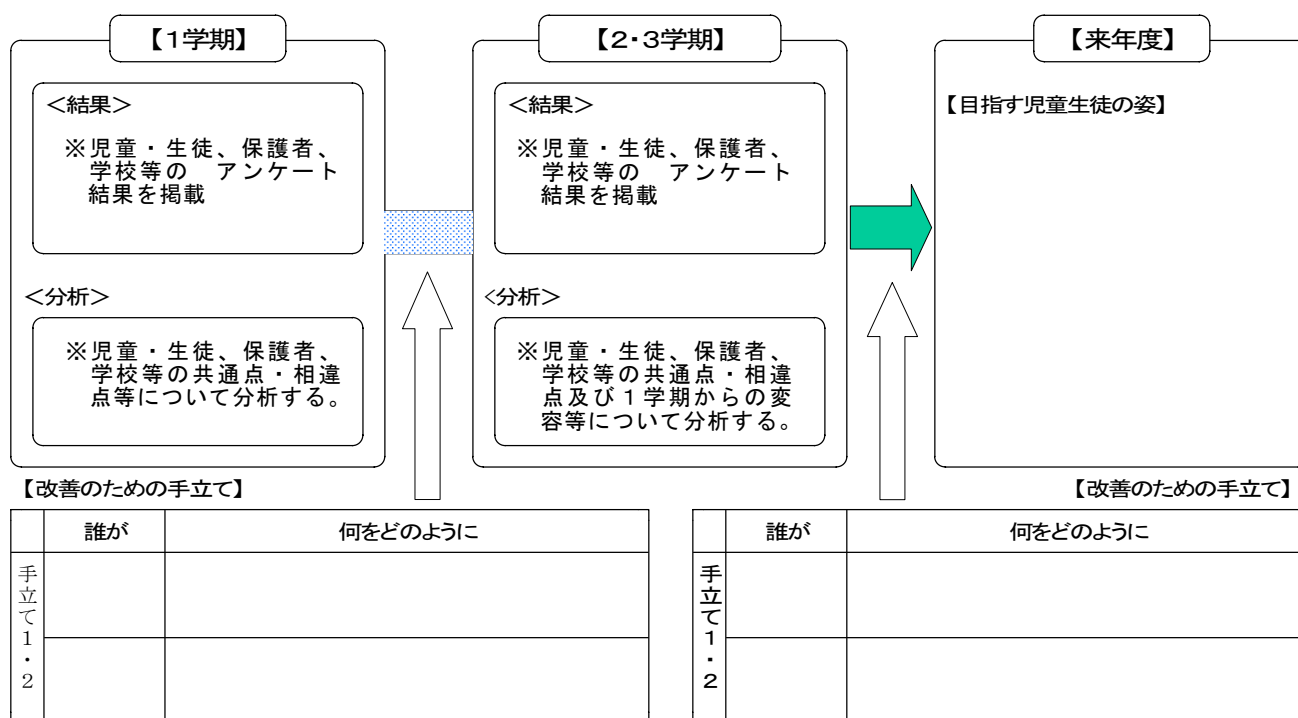 【1学期】
<結果>
※児童・生徒、保護者、
学校等の アンケート
結果を掲載
<分析>
※児童・生徒、保護者、
学校等の共通点・相違
点等について分析する。
【2・3学期】
<結果>
※児童・生徒、保護者、
学校等の アンケート
結果を掲載
<分析>
※児童・生徒、保護者、
学校等の共通点・相違
点及び1学期からの変
容等について分析する。
【来年度】
【目指す児童生徒の姿】
【改善のための手立て】
誰が
何をどのように
手立て1・2
【改善のための手立て】
誰が
何をどのように
手立て1・2